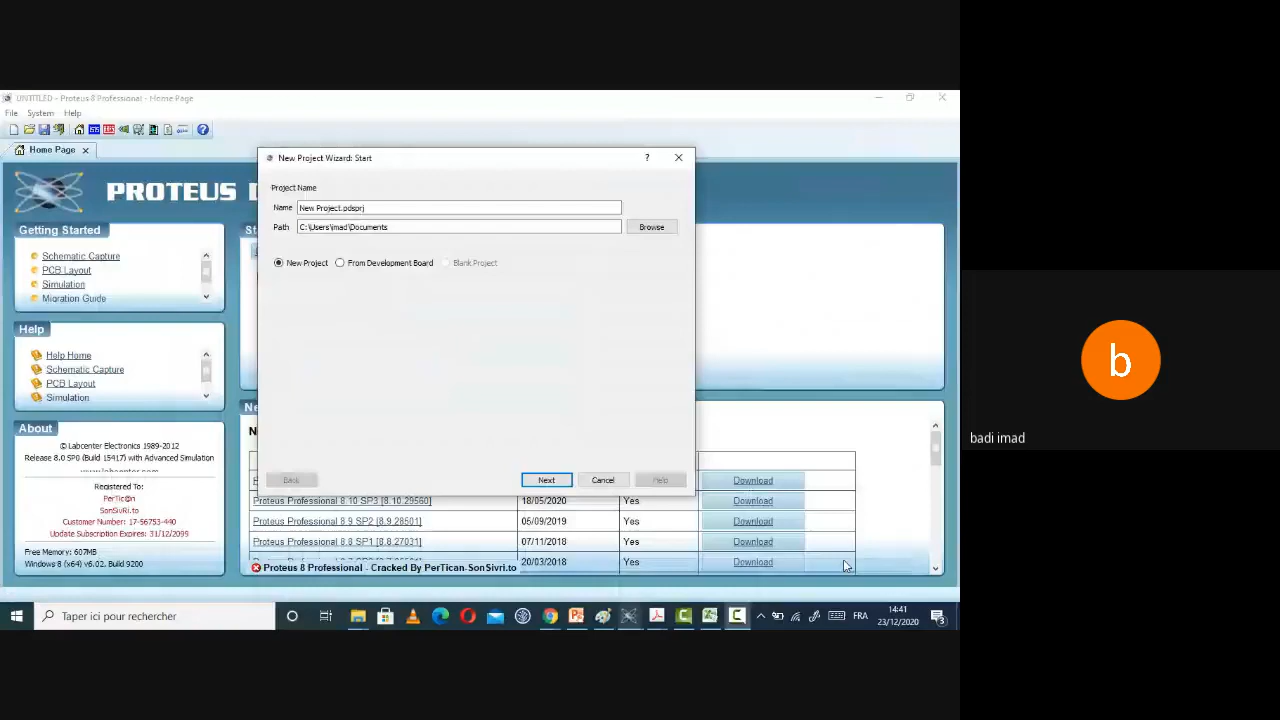 UNTITLED - Proteus 8 Professional - Home Page
File System Help
Home Page
PROTEUS
Getting Started
Schematic Capture
PCB Layout
Simulation
Migration Guide
Help
Help Home
Schematic Capture
PCB Layout
Simulation
About
© Labcenter Electronics 1989-2012
Release 8.0 SP0 (Build 15417) with Advanced Simulation
www.labcenter.com
Registered To:
PerTic@n
SonSivRi.to
Customer Number: 17-56753-440
Update Subscription Expires: 31/12/2099
Free Memory: 607MB
Windows 8 (x64) v6.02, Build 9200
New Project Wizard: Start
Project Name
Name New Project.pdsprj
Path C:\Users\imad\Documents Browse
New Project From Development Board Blank Project
Back Next Cancel Help
Download
Proteus Professional 8.10 SP3 [8.10.29560] 18/05/2020 Yes Download
Proteus Professional 8.9 SP2 [8.9.28501] 05/09/2019 Yes Download
Proteus Professional 8.8 SP1 [8.8.27031] 07/11/2018 Yes Download
20/03/2018 Yes Download
Proteus 8 Professional - Cracked By PerTican-SonSivri.to
Taper ici pour rechercher
FRA
14:41
23/12/2020
3
b
badi imad